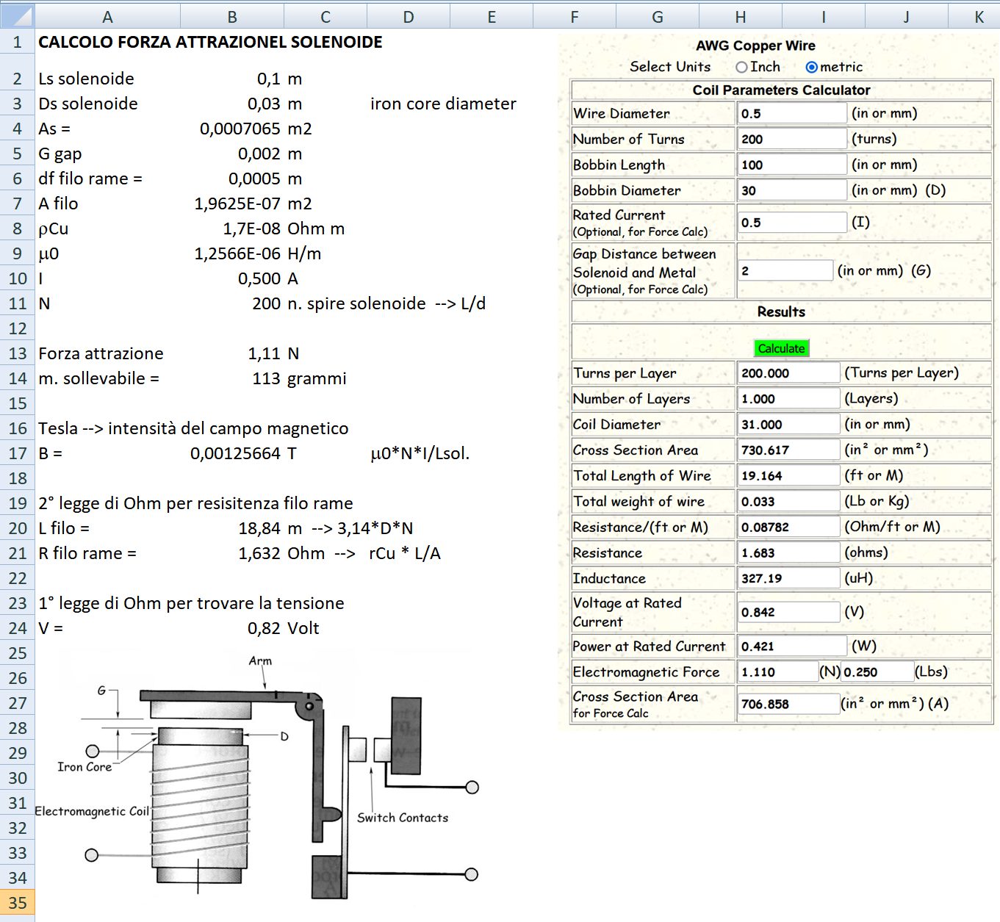 A B C D E F G H I J K
1 CALCOLO FORZA ATTRAZIONEL SOLENOIDE
2 Ls solenoide 0,1 m
3 Ds solenoide 0,03 m iron core diameter
4 As = 0,0007065 m2
5 G gap 0,002 m
6 df filo rame = 0,0005 m
7 A filo 1,9625E-07 m2
8 ρCu 1,7E-08 Ohm m
9 μ0 1,2566E-06 H/m
10 I 0,500 A
11 N 200 n. spire solenoide --> L/d
12
13 Forza attrazione 1,11 N
14 m. sollevabile = 113 grammi
15
16 Tesla --> intensità del campo magnetico
17 B = 0,00125664 T μ0*N*I/Lsol.
18
19 2° legge di Ohm per resisitenza filo rame
20 L filo = 18,84 m --> 3,14*D*N
21 R filo rame = 1,632 Ohm --> rCu * L/A
22
23 1° legge di Ohm per trovare la tensione
24 V = 0,82 Volt
25
26
27
28
29
30
31
32
33
34
35
Arm
G
D
Iron Core
Electromagnetic Coil
Switch Contacts
AWG Copper Wire
Select Units Inch metric
Coil Parameters Calculator
Wire Diameter 0.5 (in or mm)
Number of Turns 200 (turns)
Bobbin Length 100 (in or mm)
Bobbin Diameter 30 (in or mm) (D)
Rated Current
(Optional, for Force Calc) 0.5 (I)
Gap Distance between
Solenoid and Metal 2 (in or mm) (G)
(Optional, for Force Calc)
Results
Calculate
Turns per Layer 200.000 (Turns per Layer)
Number of Layers 1.000 (Layers)
Coil Diameter 31.000 (in or mm)
Cross Section Area 730.617 (in² or mm²)
Total Length of Wire 19.164 (ft or M)
Total weight of wire 0.033 (Lb or Kg)
Resistance/(ft or M) 0.08782 (Ohm/ft or M)
Resistance 1.683 (ohms)
Inductance 327.19 (uH)
Voltage at Rated
Current 0.842 (V)
Power at Rated Current 0.421 (W)
Electromagnetic Force 1.110 (N) 0.250 (Lbs)
Cross Section Area
for Force Calc 706.858 (in² or mm²) (A)